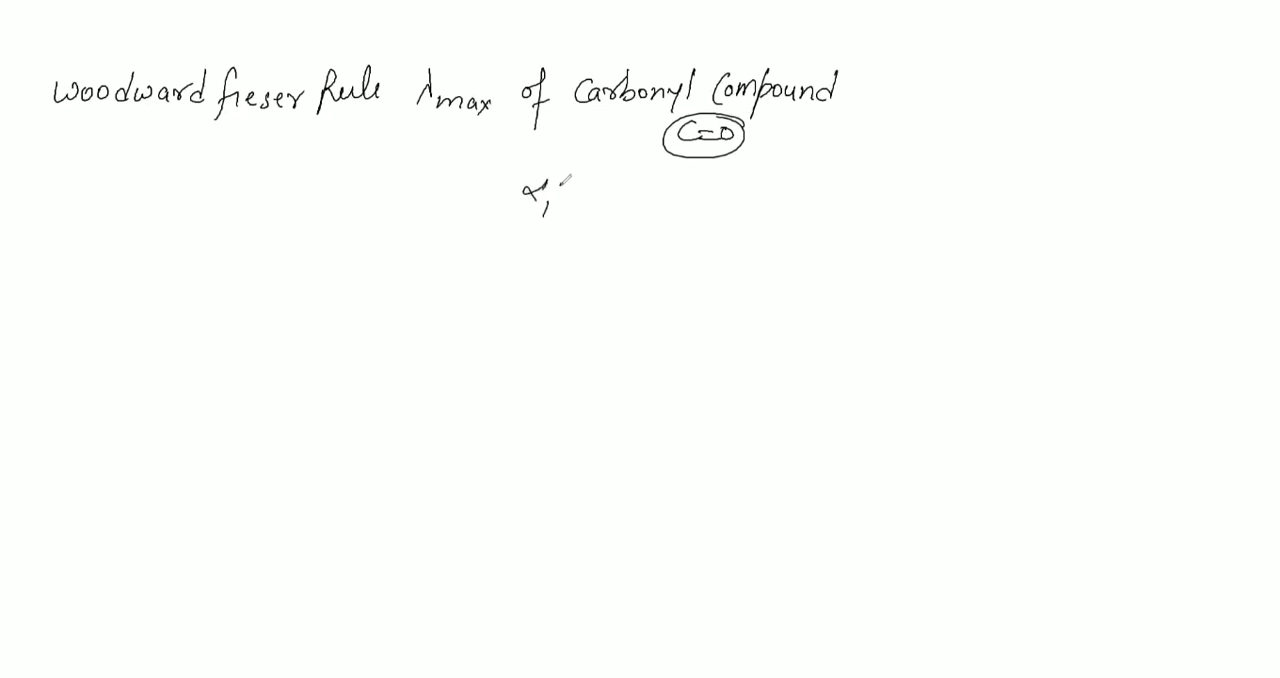 woodward fieser Rule λmax of Carbonyl Compound
C=O
α,